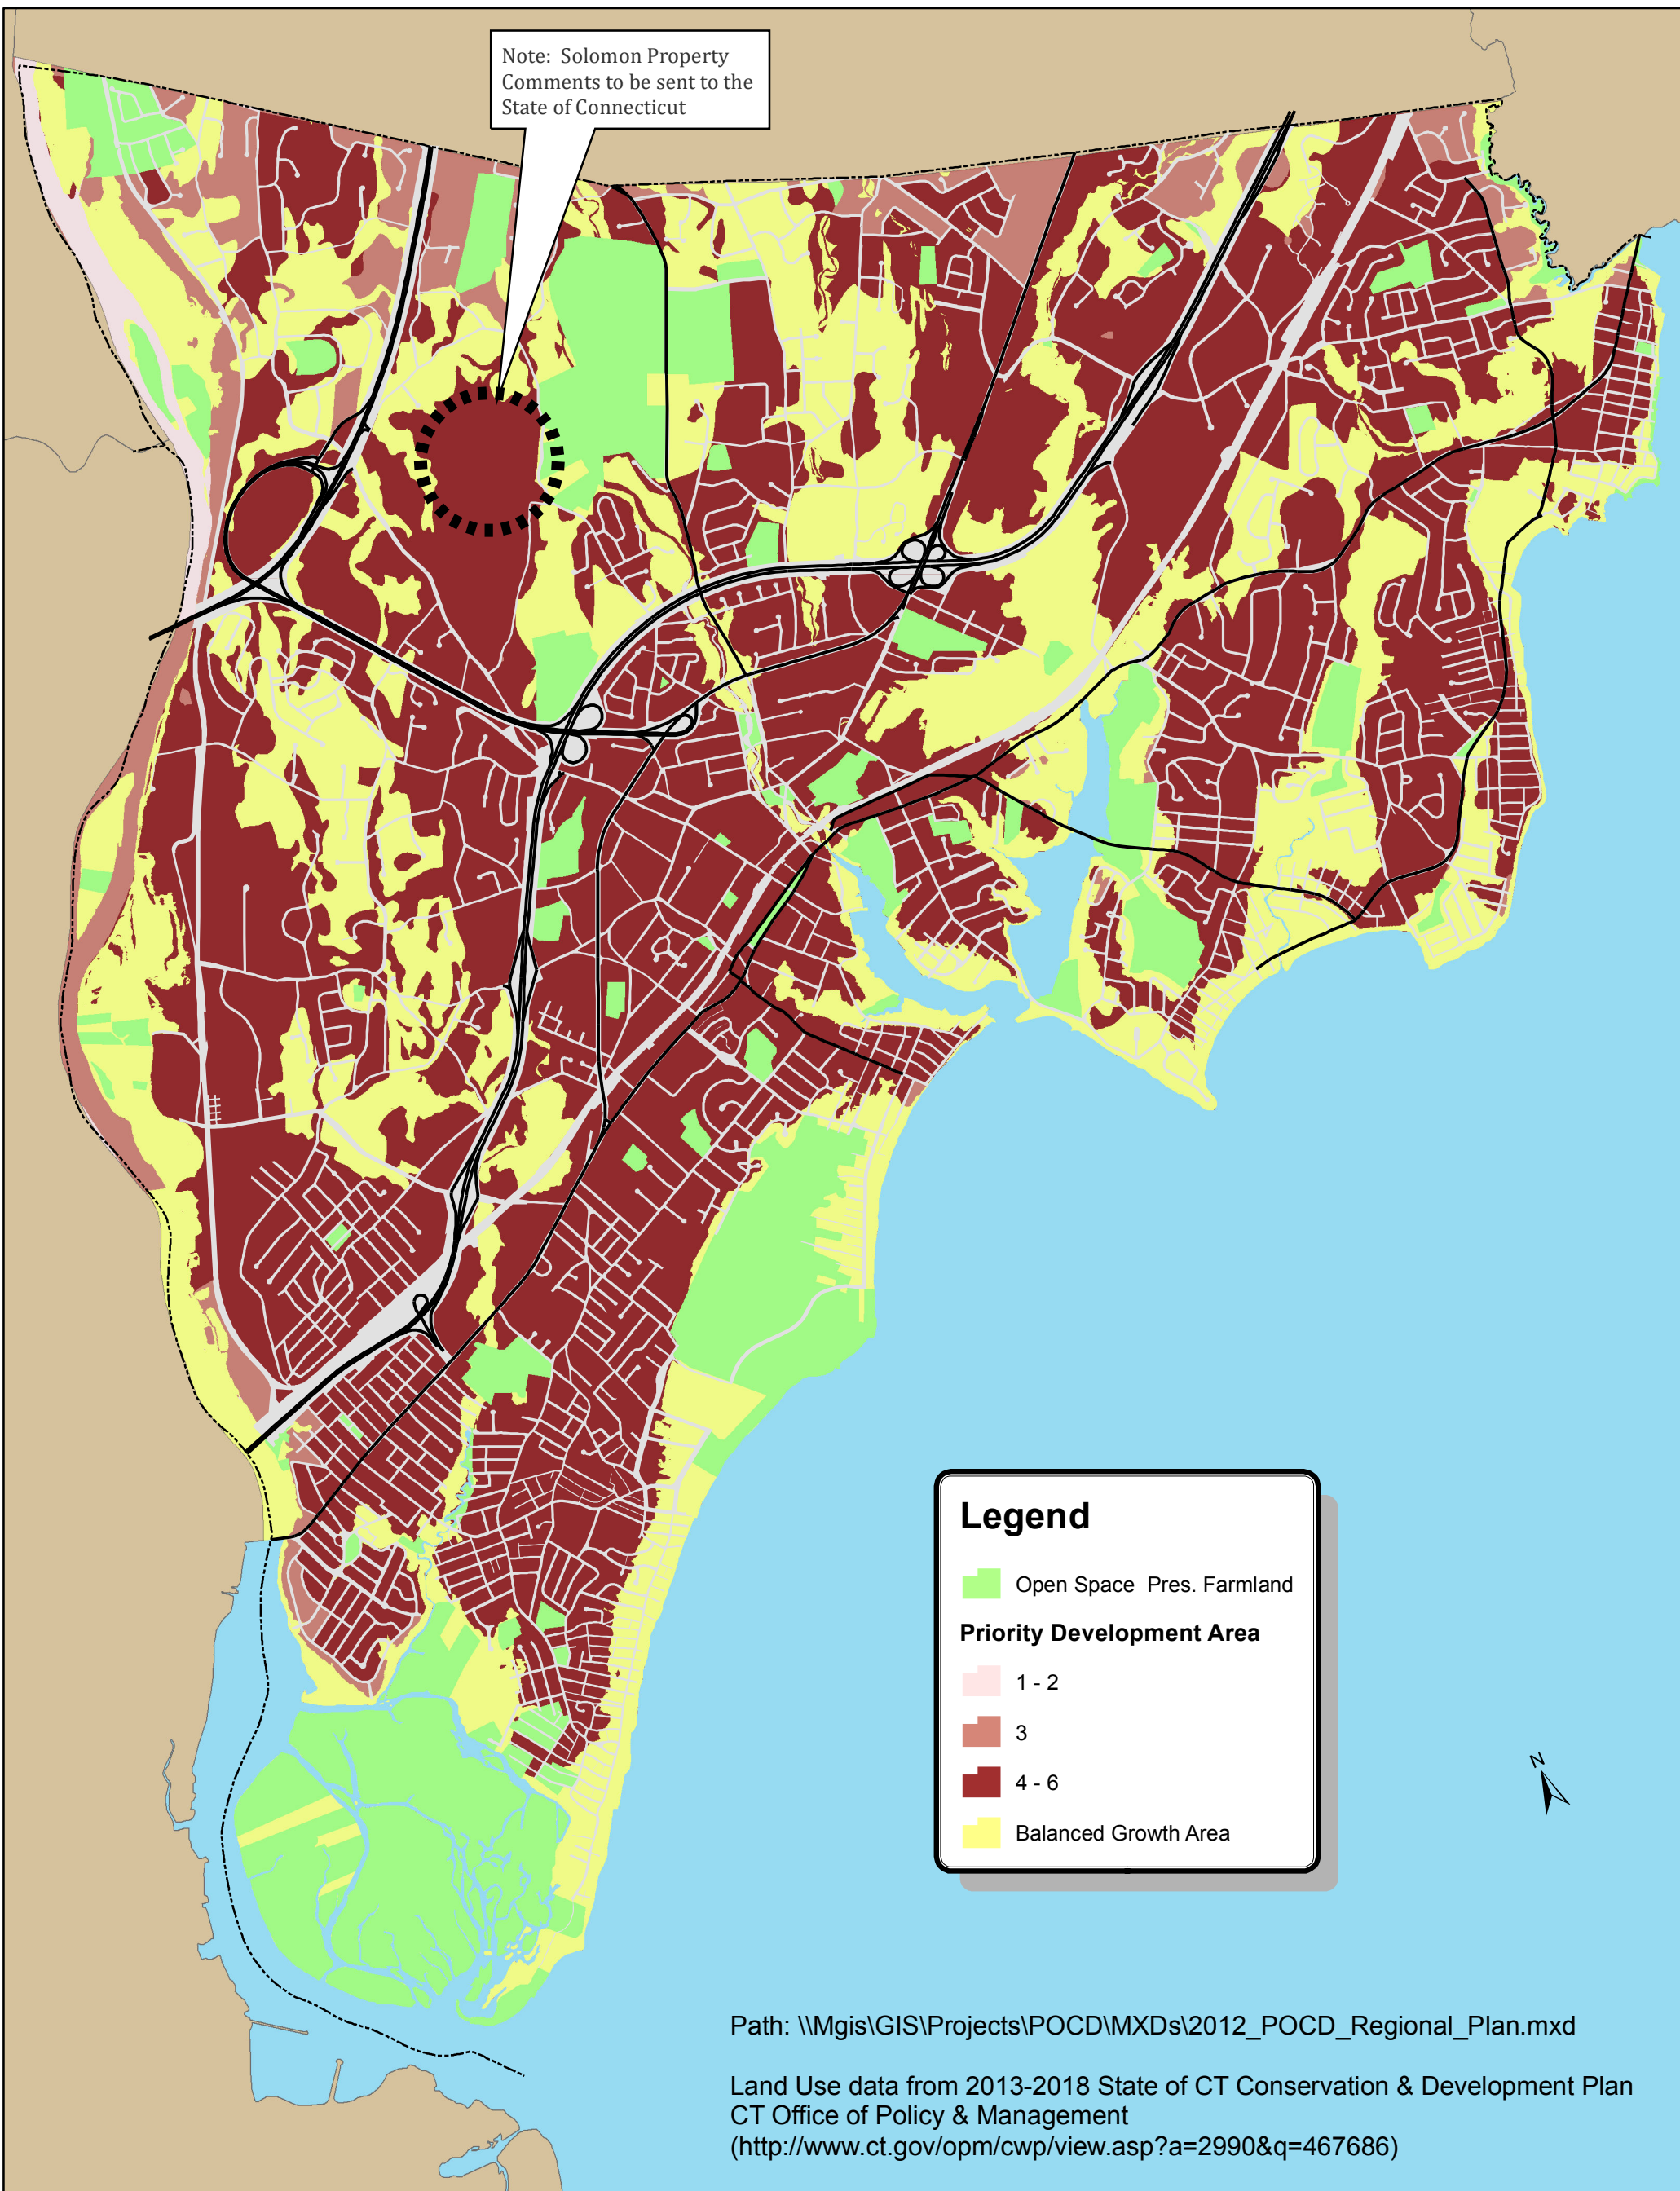 Note: Solomon Property
Comments to be sent to the
State of Connecticut
Legend
Open Space Pres. Farmland
Priority Development Area
1 - 2
3
4 - 6
Balanced Growth Area
N
Path: \\Mgis\GIS\Projects\POCD\MXDs\2012_POCD_Regional_Plan.mxd
Land Use data from 2013-2018 State of CT Conservation & Development Plan
CT Office of Policy & Management
(http://www.ct.gov/opm/cwp/view.asp?a=2990&q=467686)